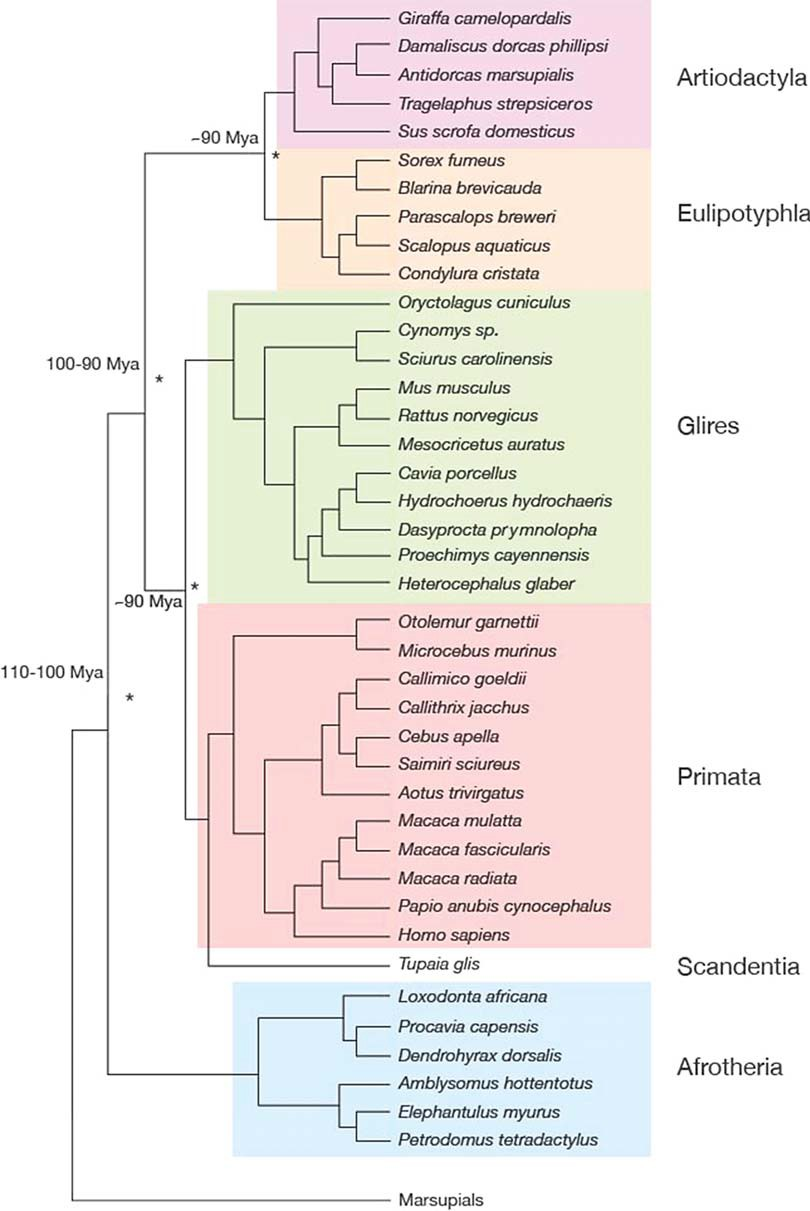 Giraffa camelopardalis
Damaliscus dorcas phillipsi
Antidorcas marsupialis
Artiodactyla
Tragelaphus strepsiceros
~90 Mya
Sus scrofa domesticus
*
Sorex fumeus
Blarina brevicauda
Parascalops breweri
Eulipotyphla
Scalopus aquaticus
Condylura cristata
Oryctolagus cuniculus
Cynomys sp.
100-90 Mya
Sciurus carolinensis
*
Mus musculus
Rattus norvegicus
Glires
Mesocricetus auratus
Cavia porcellus
Hydrochoerus hydrochaeris
Dasyprocta prymnolopha
Proechimys cayennensis
Heterocephalus glaber
*
~90 Mya
Otolemur garnettii
Microcebus murinus
110-100 Mya
Callimico goeldii
*
Callithrix jacchus
Cebus apella
Saimiri sciureus
Primata
Aotus trivirgatus
Macaca mulatta
Macaca fascicularis
Macaca radiata
Papio anubis cynocephalus
Homo sapiens
Tupaia glis
Scandentia
Loxodonta africana
Procavia capensis
Dendrohyrax dorsalis
Afrotheria
Amblysomus hottentotus
Elephantulus myurus
Petrodomus tetradactylus
Marsupials